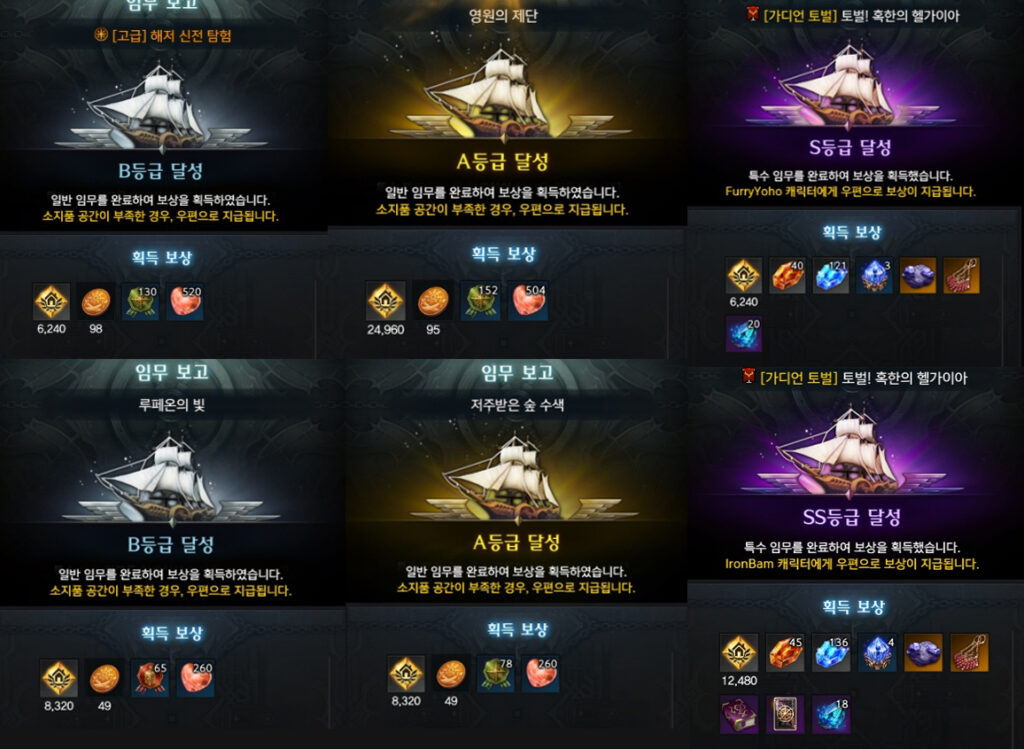 임무 보고
[고급] 해저 신전 탐험
B등급 달성
일반 임무를 완료하여 보상을 획득하였습니다.
소지품 공간이 부족한 경우, 우편으로 지급됩니다.
획득 보상
130
520
6,240
98
영원의 제단
A등급 달성
일반 임무를 완료하여 보상을 획득하였습니다.
소지품 공간이 부족한 경우, 우편으로 지급됩니다.
획득 보상
152
504
24,960
95
[가디언 토벌] 토벌! 혹한의 헬가이아
S등급 달성
특수 임무를 완료하여 보상을 획득했습니다.
FurryYoho 캐릭터에게 우편으로 보상이 지급됩니다.
획득 보상
40
121
3
6,240
20
임무 보고
루페온의 빛
B등급 달성
일반 임무를 완료하여 보상을 획득하였습니다.
소지품 공간이 부족한 경우, 우편으로 지급됩니다.
획득 보상
65
260
8,320
49
임무 보고
저주받은 숲 수색
A등급 달성
일반 임무를 완료하여 보상을 획득하였습니다.
소지품 공간이 부족한 경우, 우편으로 지급됩니다.
획득 보상
78
260
8,320
49
[가디언 토벌] 토벌! 혹한의 헬가이아
SS등급 달성
특수 임무를 완료하여 보상을 획득했습니다.
IronBam 캐릭터에게 우편으로 보상이 지급됩니다.
획득 보상
45
136
4
12,480
18